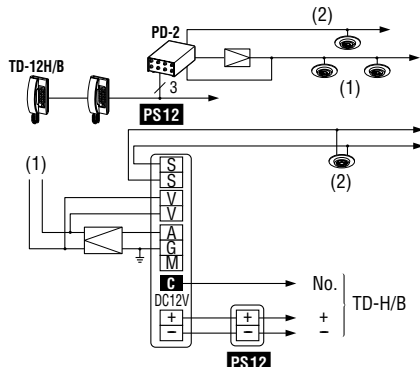 (2)
PD-2
TD-12H/B
3
(1)
PS12
(1)
(2)
S
S
V
V
A
G
M
C
No.
DC12V
+ + +
− − −
TD-H/B
PS12